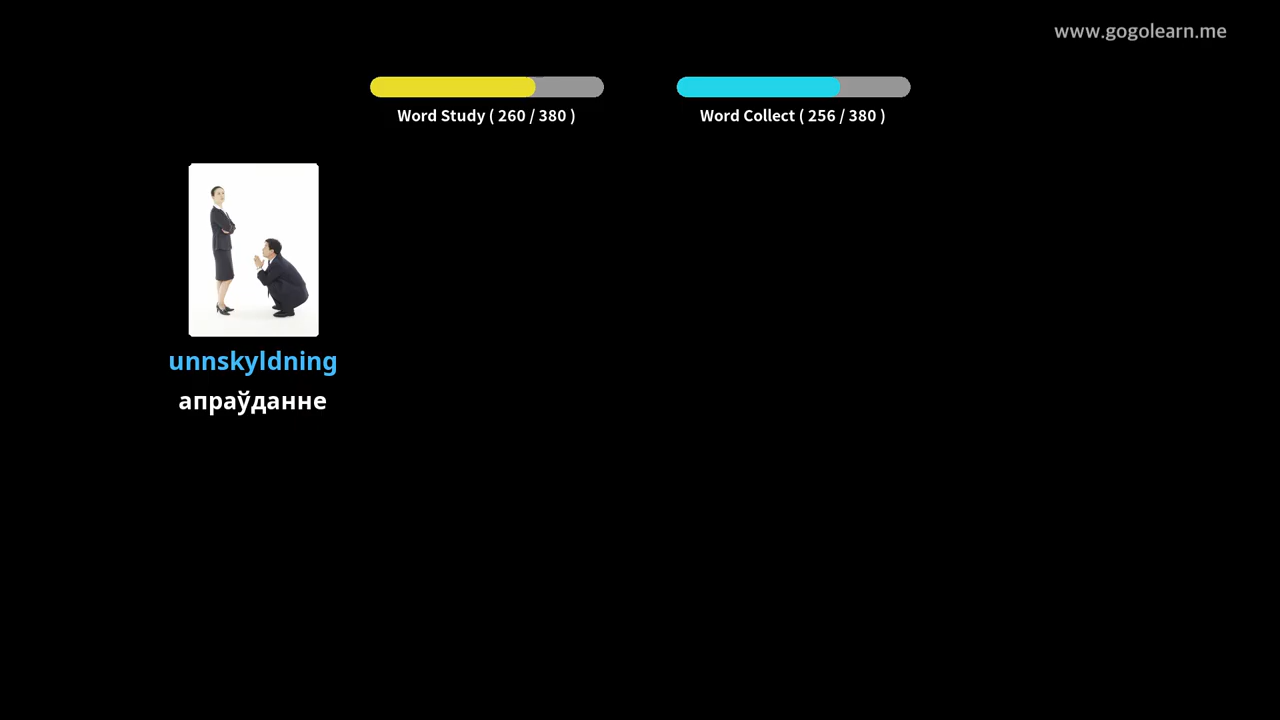 www.gogolearn.me
Word Study ( 260 / 380 )
Word Collect ( 256 / 380 )
unnskyldning
апраўданне